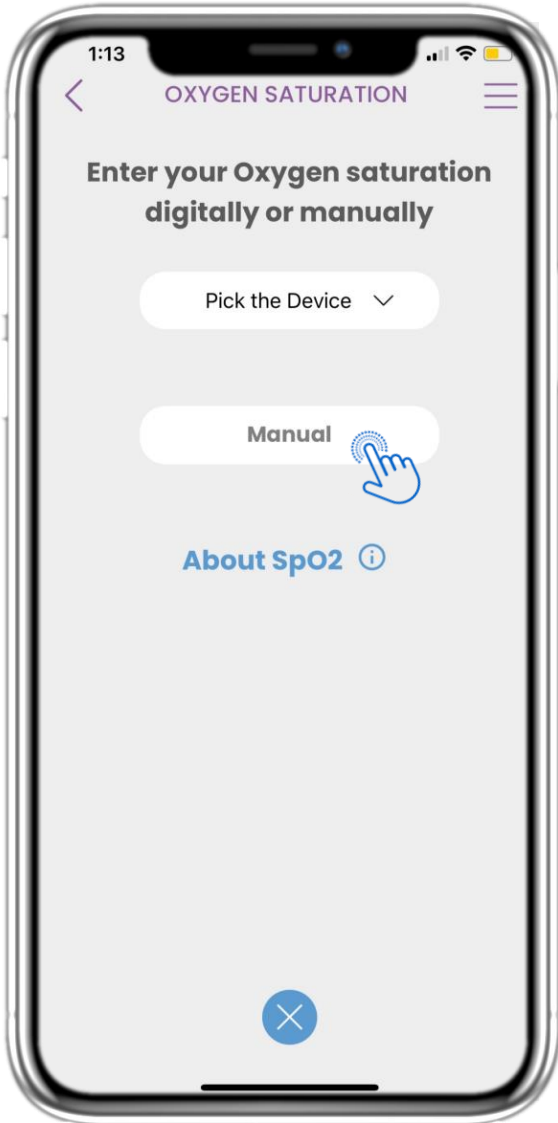 1:13
OXYGEN SATURATION
Enter your Oxygen saturation
digitally or manually
Pick the Device
Manual
About SpO2